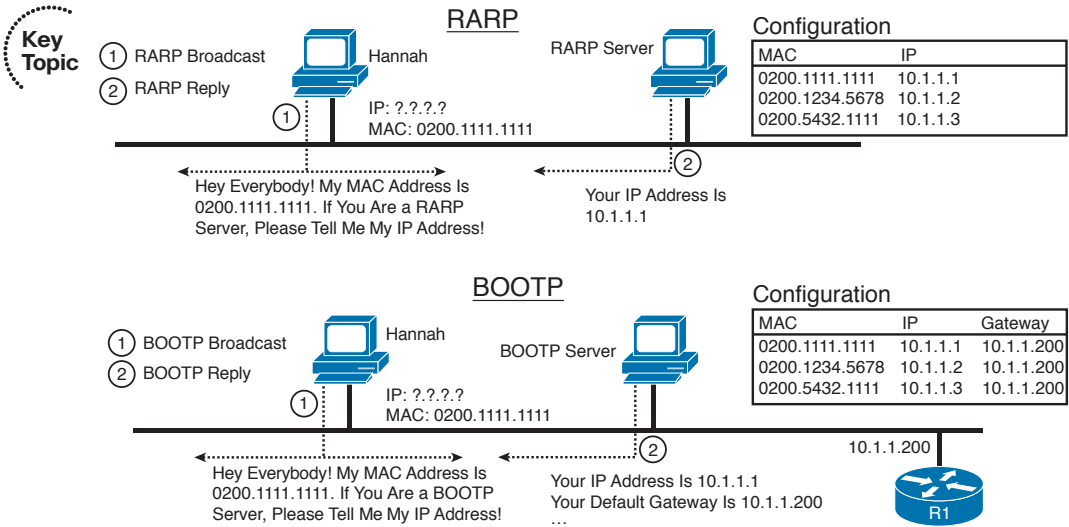 Key
Topic
RARP
1 RARP Broadcast
2 RARP Reply
Hannah
1
IP: ?.?.?.?
MAC: 0200.1111.1111
Hey Everybody! My MAC Address Is
0200.1111.1111. If You Are a RARP
Server, Please Tell Me My IP Address!
RARP Server
2
Your IP Address Is
10.1.1.1
Configuration
MAC IP
0200.1111.1111 10.1.1.1
0200.1234.5678 10.1.1.2
0200.5432.1111 10.1.1.3
BOOTP
1 BOOTP Broadcast
2 BOOTP Reply
Hannah
1
IP: ?.?.?.?
MAC: 0200.1111.1111
Hey Everybody! My MAC Address Is
0200.1111.1111. If You Are a BOOTP
Server, Please Tell Me My IP Address!
BOOTP Server
2
Your IP Address Is 10.1.1.1
Your Default Gateway Is 10.1.1.200
…
Configuration
MAC IP Gateway
0200.1111.1111 10.1.1.1 10.1.1.200
0200.1234.5678 10.1.1.2 10.1.1.200
0200.5432.1111 10.1.1.3 10.1.1.200
10.1.1.200
R1